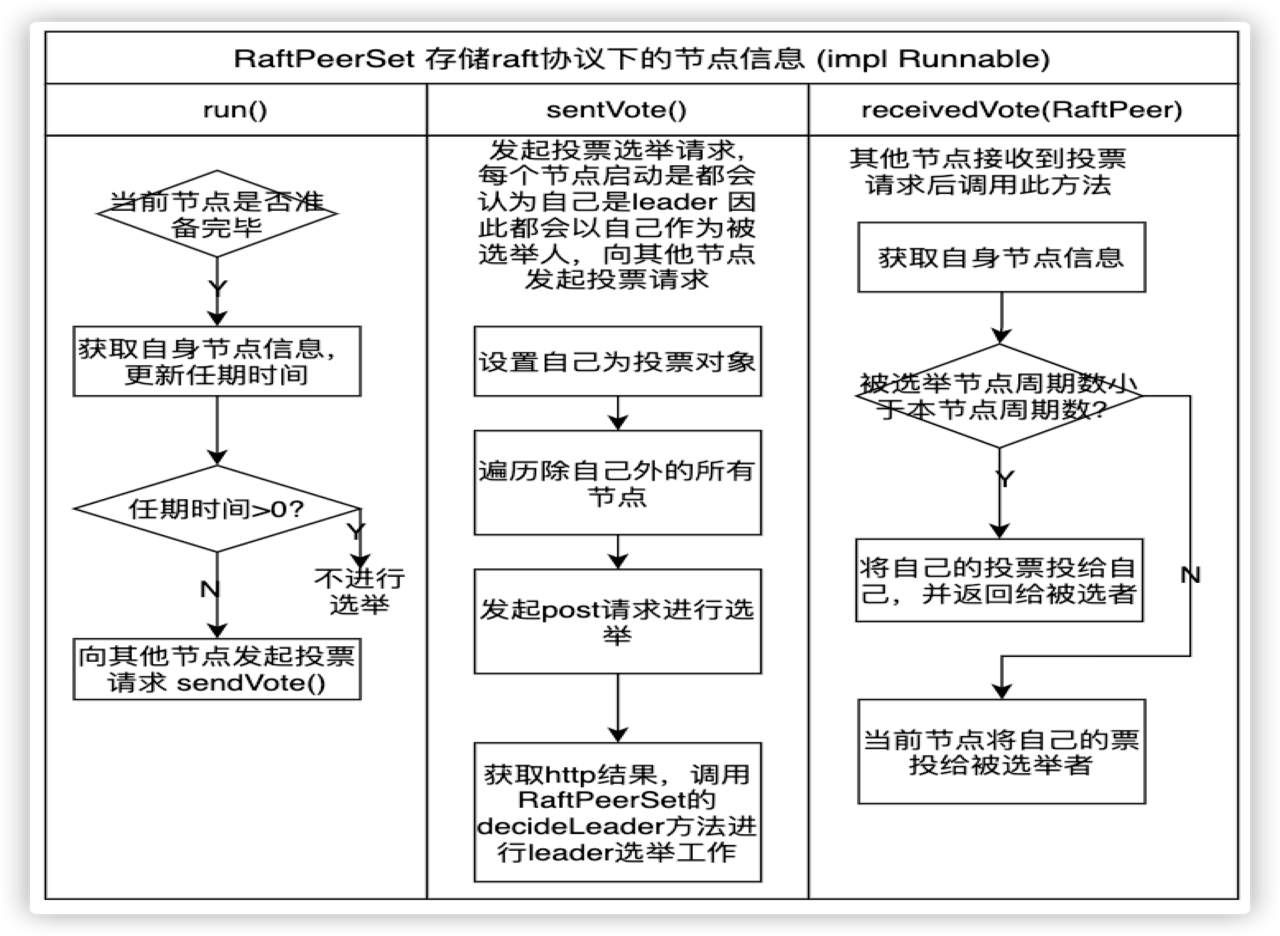 RaftPeerSet 存储raft协议下的节点信息 (impl Runnable)
run()
当前节点是否准
备完毕
Y
获取自身节点信息，
更新任期时间
任期时间>0?
Y
不进行
选举
N
向其他节点发起投票
请求 sendVote()
sentVote()
发起投票选举请求，
每个节点启动是都会
认为自己是leader 因
此都会以自己作为被
选举人，向其他节点
发起投票请求
设置自己为投票对象
遍历除自己外的所有
节点
发起post请求进行选
举
获取http结果，调用
RaftPeerSet的
decideLeader方法进
行leader选举工作
receivedVote(RaftPeer)
其他节点接收到投票
请求后调用此方法
获取自身节点信息
被选举节点周期数小
于本节点周期数?
Y
将自己的投票投给自
己，并返回给被选者
N
当前节点将自己的票
投给被选举者